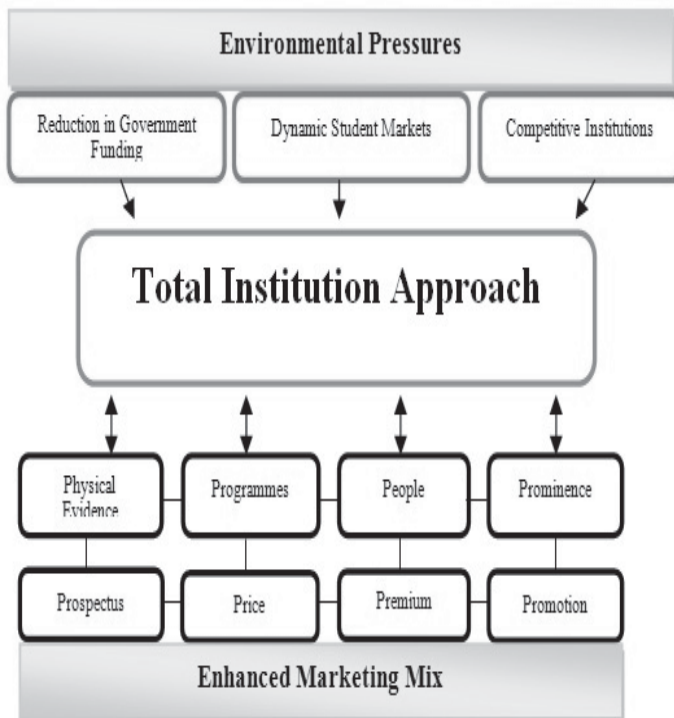 Environmental Pressures
Reduction in Government
Funding
Dynamic Student Markets
Competitive Institutions
Total Institution Approach
Physical
Evidence
Programmes
People
Prominence
Prospectus
Price
Premium
Promotion
Enhanced Marketing Mix